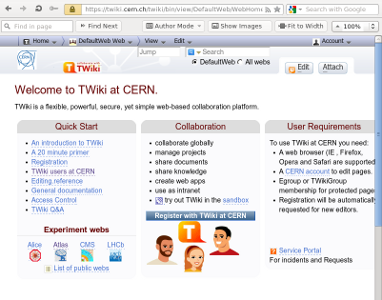 https://twiki.cern.ch/twiki/bin/view/DefaultWeb/WebHome
Search with Google
Find in page
Find Next
Author Mode
Show Images
Fit to Width
100%
Home
DefaultWeb Web
View
Edit
Account
Jump
Search
DefaultWeb All webs
TWiki
Edit
Attach
Welcome to TWiki at CERN.
TWiki is a flexible, powerful, secure, yet simple web-based collaboration platform.
Quick Start
An introduction to TWiki
A 20 minute primer
Registration
TWiki users at CERN
Editing reference
General documentation
Access Control
TWiki Q&A
Experiment webs
Alice Atlas CMS LHCb
List of public webs
Collaboration
collaborate globally
manage projects
share documents
share knowledge
create web apps
use as intranet
try out TWiki in the sandbox
Register with TWiki at CERN
User Requirements
To use TWiki at CERN you need:
A web browser (IE , Firefox,
Opera and Safari are supported
A CERN account to edit pages.
Egroup or TWikiGroup
membership for protected page
Registration will be automaticall
requested for new editors.
Service Portal
For incidents and Requests